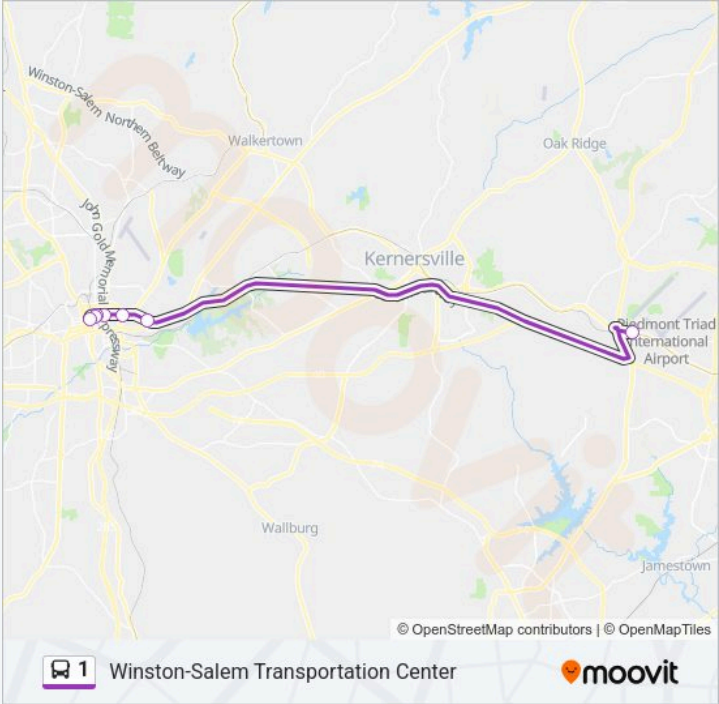 Winston-Salem Northern Beltway
Walkertown
Oak Ridge
John Gold Memorial Expressway
Kernersville
Piedmont Triad
International
Airport
Wallburg
Jamestown
© OpenStreetMap contributors | © OpenMapTiles
1 Winston-Salem Transportation Center
moovit
moovit